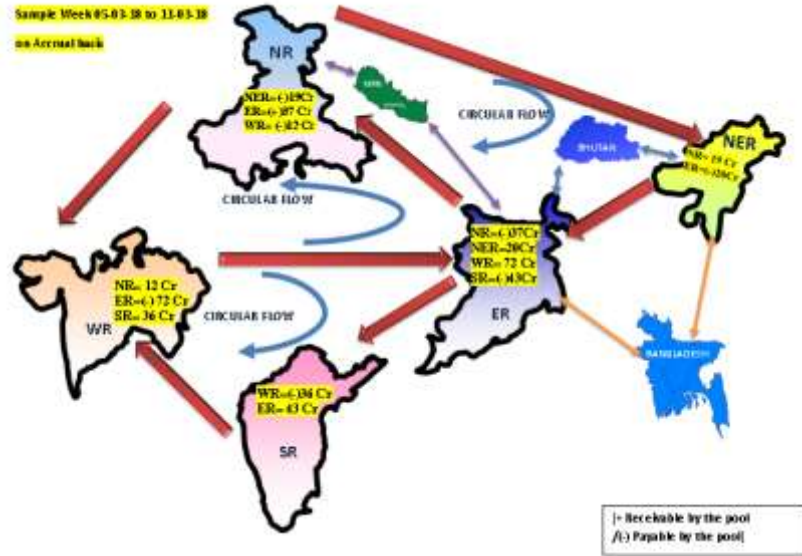 Sample Week 05-03-18 to 11-03-18
on Accrual basis
NR
NER=(-)19Cr
ER=(-)37 Cr
WR= (-)12 Cr
CIRCULAR FLOW
BHUTAN
NER
NR= 19 Cr
ER=(-)20Cr
CIRCULAR FLOW
NR=(-)37Cr
NER=20Cr
WR= 72 Cr
SR=(-)43Cr
ER
NR= 12 Cr
ER=(-) 72 Cr
SR= 36 Cr
WR
CIRCULAR FLOW
BANGLADESH
WR=(-)36 Cr
ER= 43 Cr
SR
|+ Receivable by the pool
/(-) Payable by the pool|